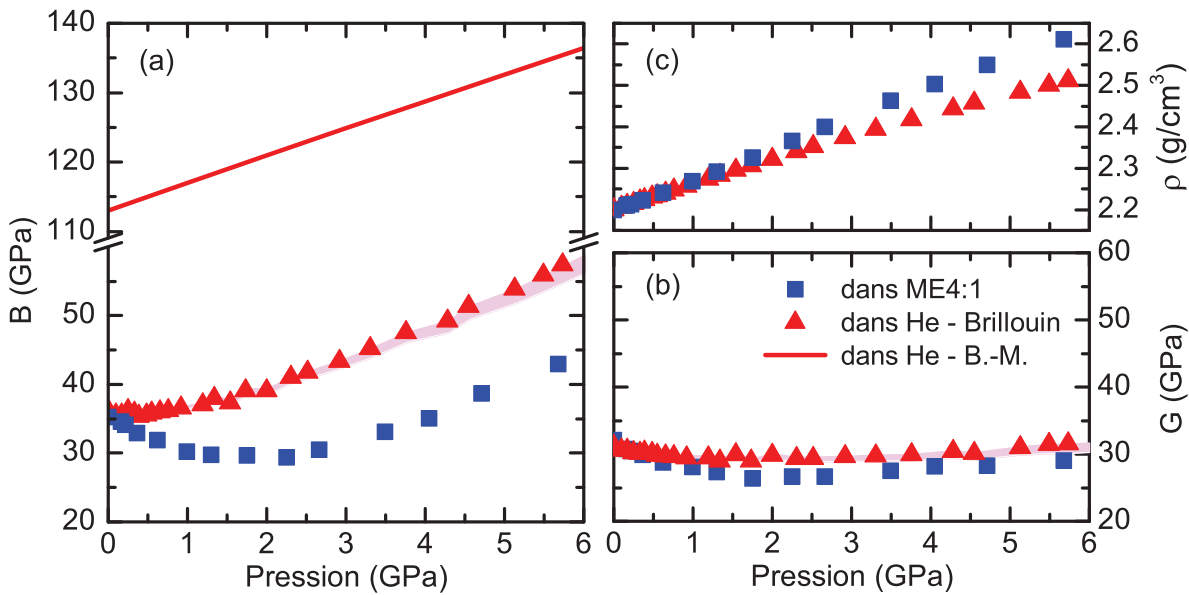 (a)
140
130
120
110
50
40
30
20
B (GPa)
0 1 2 3 4 5 6
Pression (GPa)
(c)
2.6
2.5
2.4
2.3
2.2
ρ (g/cm³)
(b)
dans ME4:1
dans He - Brillouin
dans He - B.-M.
60
50
40
30
20
G (GPa)
0 1 2 3 4 5 6
Pression (GPa)